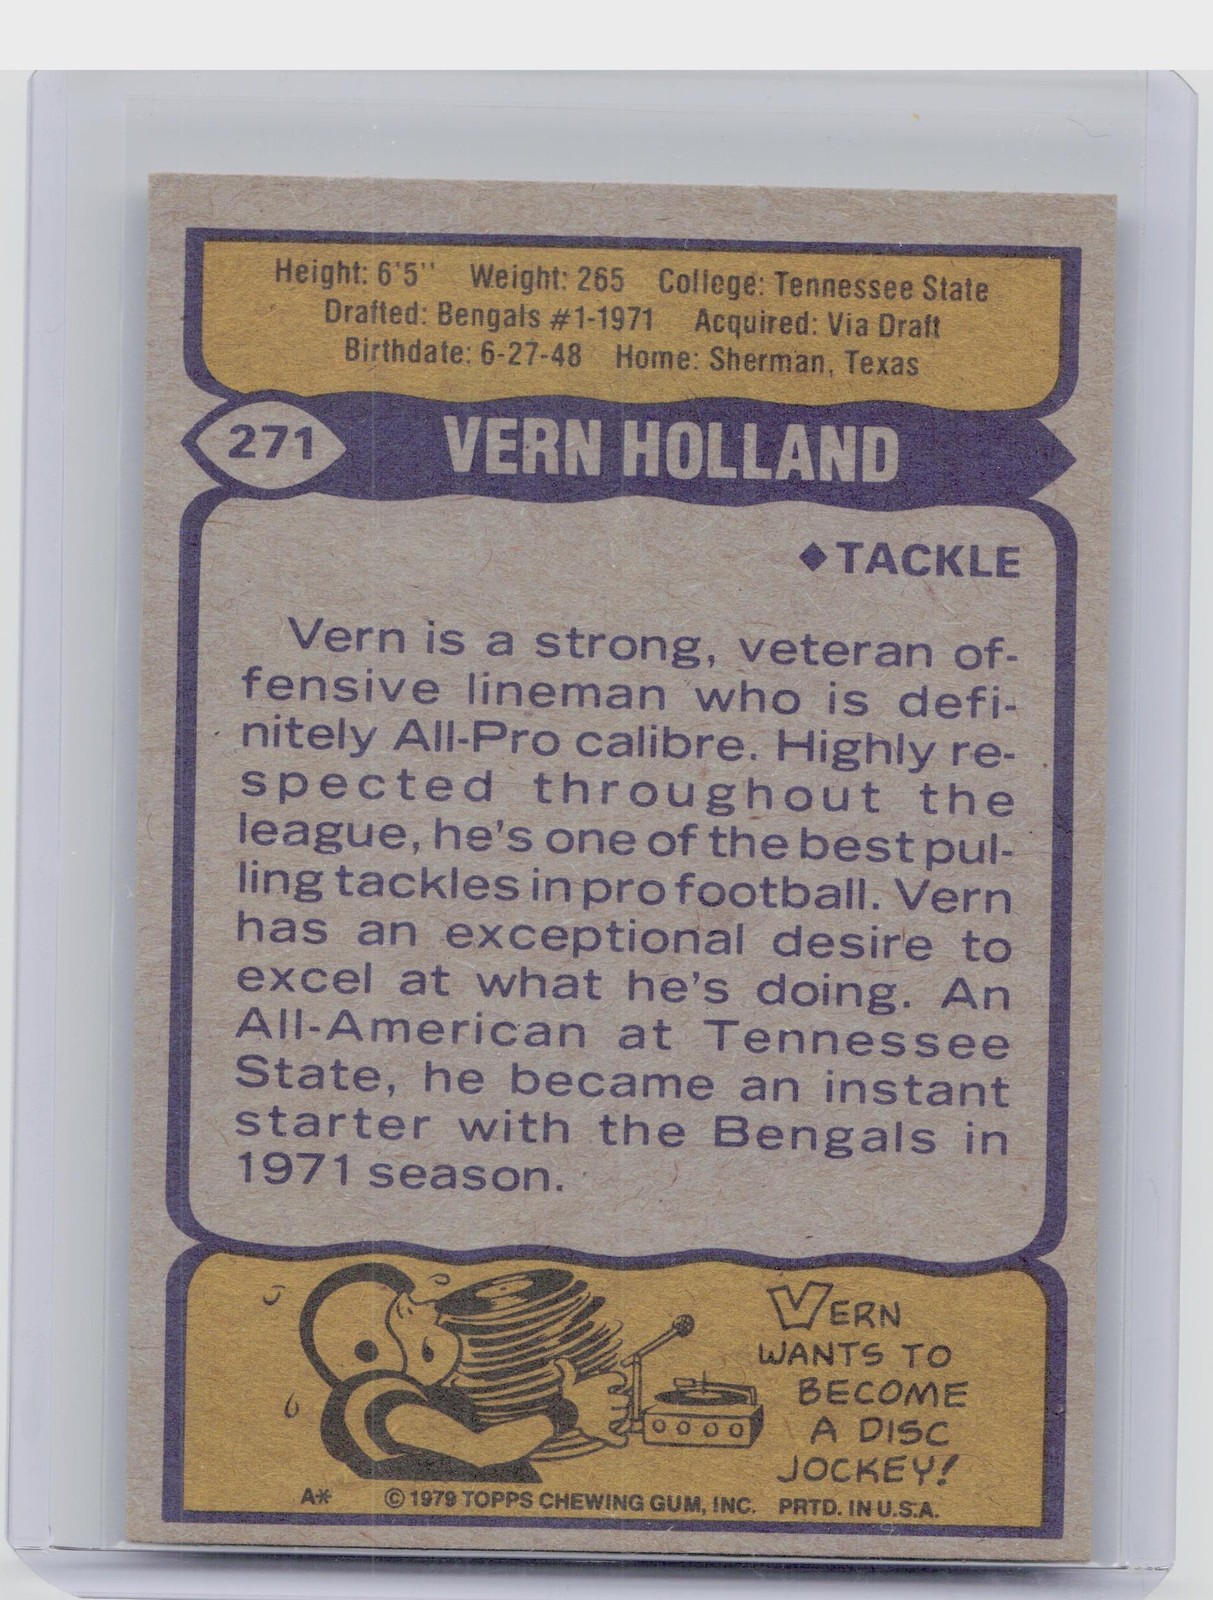 Height: 6'5'' Weight: 265 College: Tennessee State
Drafted: Bengals #1-1971 Acquired: Via Draft
Birthdate: 6-27-48 Home: Sherman, Texas
271 VERN HOLLAND
♦TACKLE
Vern is a strong, veteran of-
fensive lineman who is defi-
nitely All-Pro calibre. Highly re-
spected throughout the
league, he's one of the best pul-
ling tackles in pro football. Vern
has an exceptional desire to
excel at what he's doing. An
All-American at Tennessee
State, he became an instant
starter with the Bengals in
1971 season.
VERN
WANTS TO
BECOME
A DISC
JOCKEY!
A* © 1979 TOPPS CHEWING GUM, INC. PRTD. IN U.S.A.